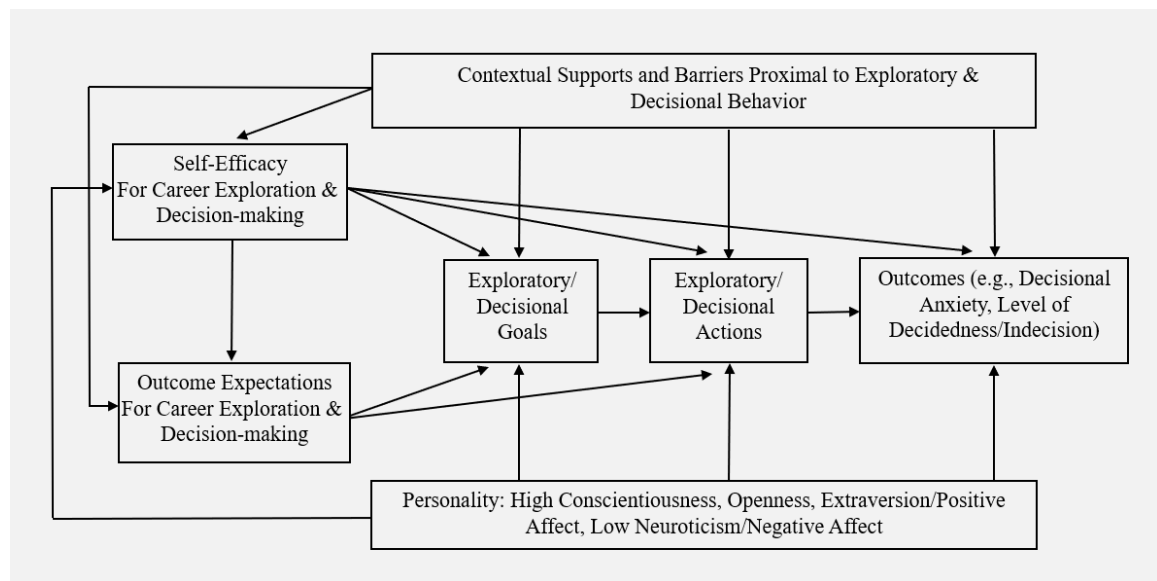 Contextual Supports and Barriers Proximal to Exploratory &
Decisional Behavior
Self-Efficacy
For Career Exploration &
Decision-making
Exploratory/
Decisional
Goals
Exploratory/
Decisional
Actions
Outcomes (e.g., Decisional
Anxiety, Level of
Decidedness/Indecision)
Outcome Expectations
For Career Exploration &
Decision-making
Personality: High Conscientiousness, Openness, Extraversion/Positive
Affect, Low Neuroticism/Negative Affect